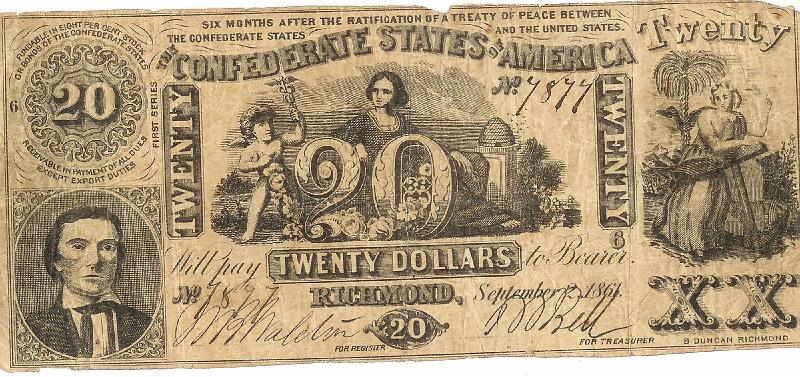 FUNDABLE IN EIGHT PER CENT STOCK
OR BONDS OF THE CONFEDERATE STATES
20
RECEIVABLE IN PAYMENT OF ALL DUES
EXCEPT EXPORT DUTIES
6
FIRST SERIES
SIX MONTHS AFTER THE RATIFICATION OF A TREATY OF PEACE BETWEEN
THE CONFEDERATE STATES AND THE UNITED STATES.
THE CONFEDERATE STATES OF AMERICA
Twenty
No. 7877
TWENTY
20
TWENTY
6
Will pay TWENTY DOLLARS to Bearer.
No 7877 RICHMOND, September 2, 1861.
XX
20
FOR REGISTER
FOR TREASURER
B DUNCAN RICHMOND